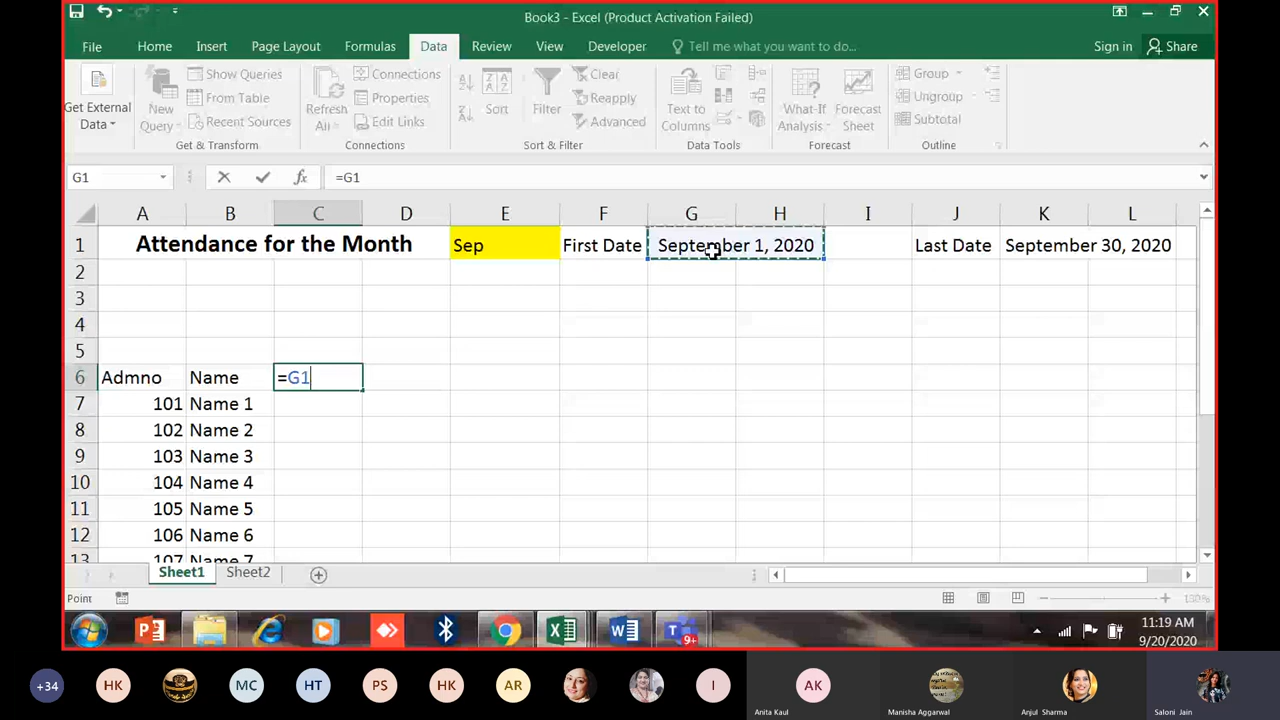 Book3 - Excel (Product Activation Failed)
File Home Insert Page Layout Formulas Data Review View Developer Tell me what you want to do... Sign in Share
Get External Data
New Query
Show Queries
From Table
Recent Sources
Get & Transform
Refresh All
Connections
Properties
Edit Links
Connections
Sort
Filter
Clear
Reapply
Advanced
Sort & Filter
Text to Columns
Data Tools
What-If Analysis
Forecast Sheet
Forecast
Group
Ungroup
Subtotal
Outline
G1 fx =G1
A B C D E F G H I J K L
1 Attendance for the Month Sep First Date September 1, 2020 Last Date September 30, 2020
2
3
4
5
6 Admno Name =G1
7 101 Name 1
8 102 Name 2
9 103 Name 3
10 104 Name 4
11 105 Name 5
12 106 Name 6
13 107 Name 7
Sheet1 Sheet2
Point 130%
9+
11:19 AM
9/20/2020
+34 HK MC HT PS HK AR I AK
Anita Kaul Manisha Aggarwal Anjul Sharma Saloni Jain